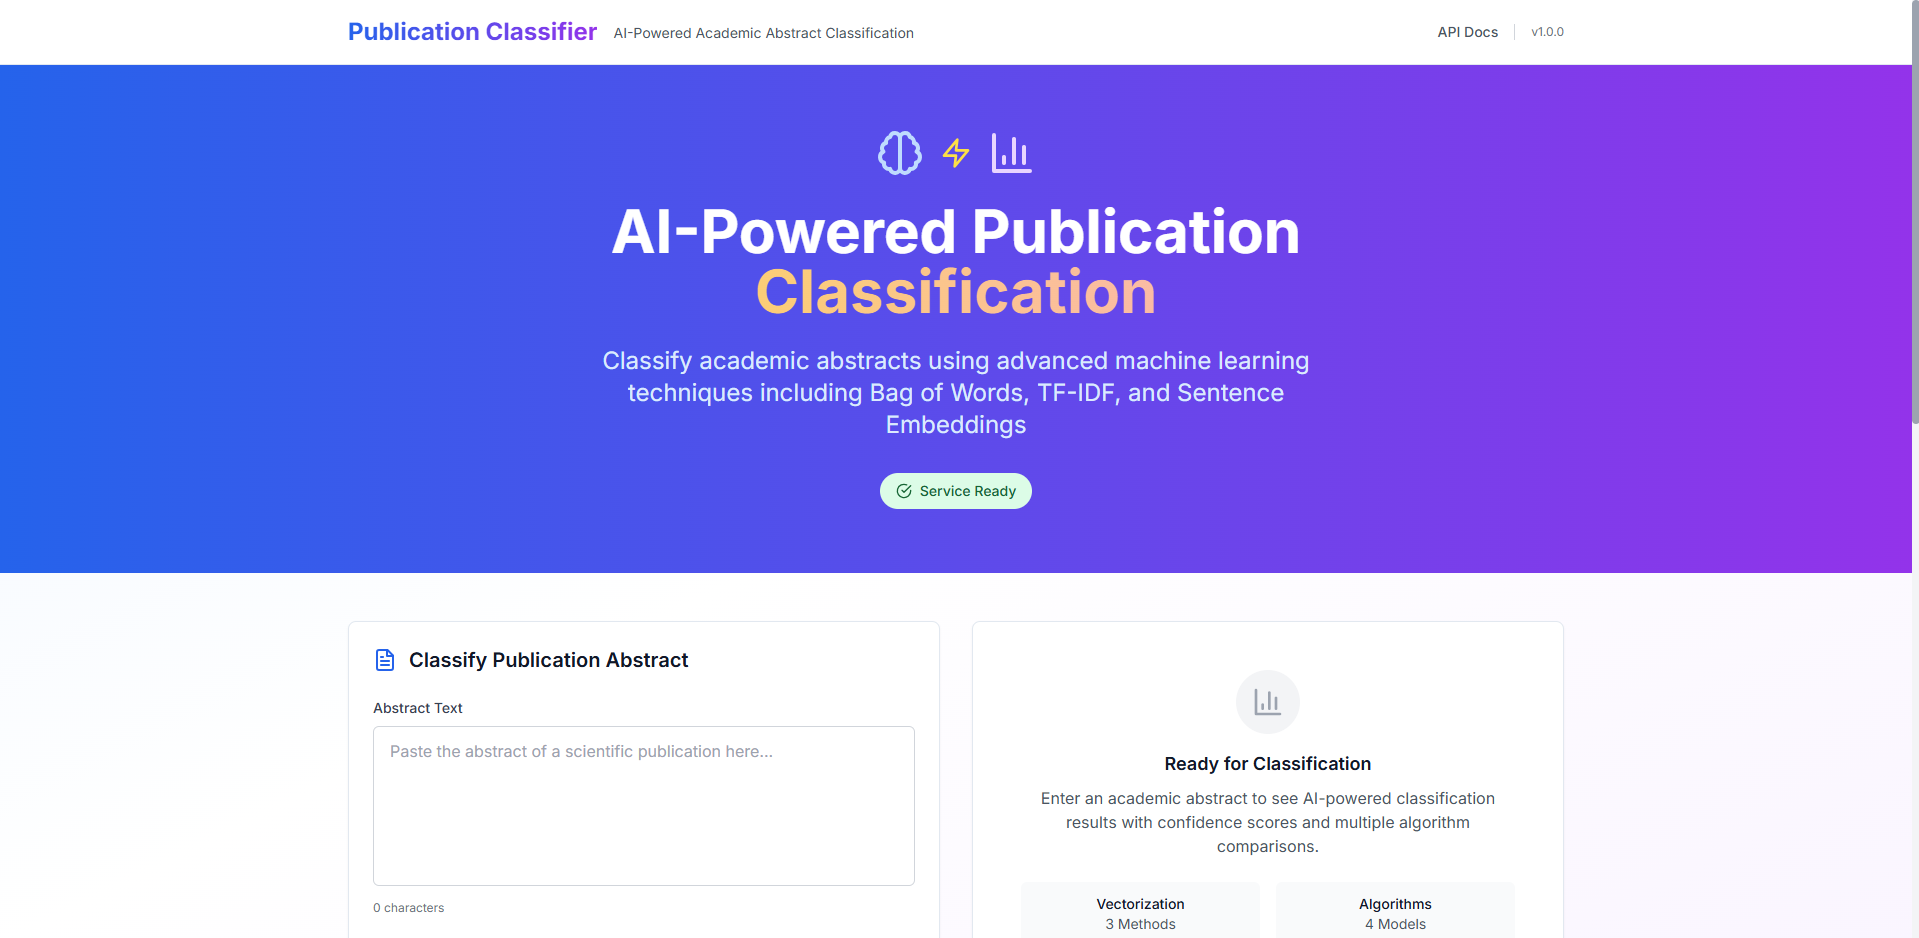 Publication Classifier
AI-Powered Academic Abstract Classification
API Docs
v1.0.0
AI-Powered Publication
Classification
Classify academic abstracts using advanced machine learning
techniques including Bag of Words, TF-IDF, and Sentence
Embeddings
Service Ready
Classify Publication Abstract
Abstract Text
Paste the abstract of a scientific publication here...
0 characters
Ready for Classification
Enter an academic abstract to see AI-powered classification
results with confidence scores and multiple algorithm
comparisons.
Vectorization
3 Methods
Algorithms
4 Models